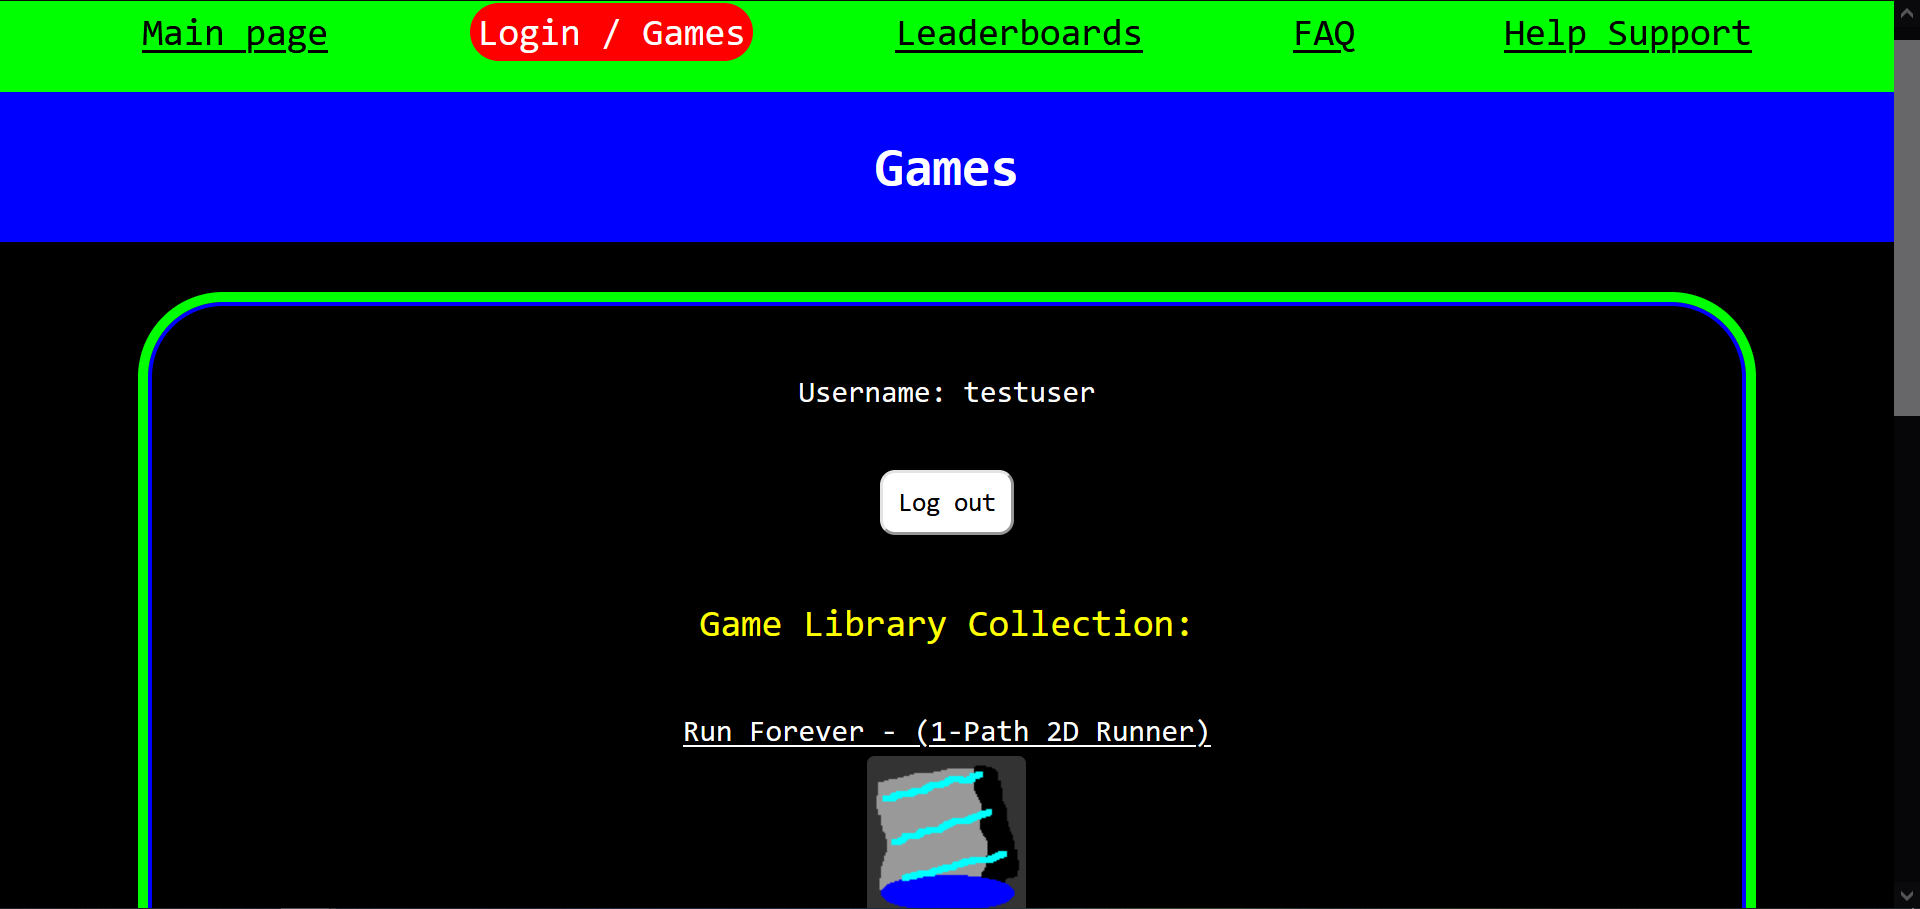 Main page Login / Games Leaderboards FAQ Help Support
Games
Username: testuser
Log out
Game Library Collection:
Run Forever - (1-Path 2D Runner)